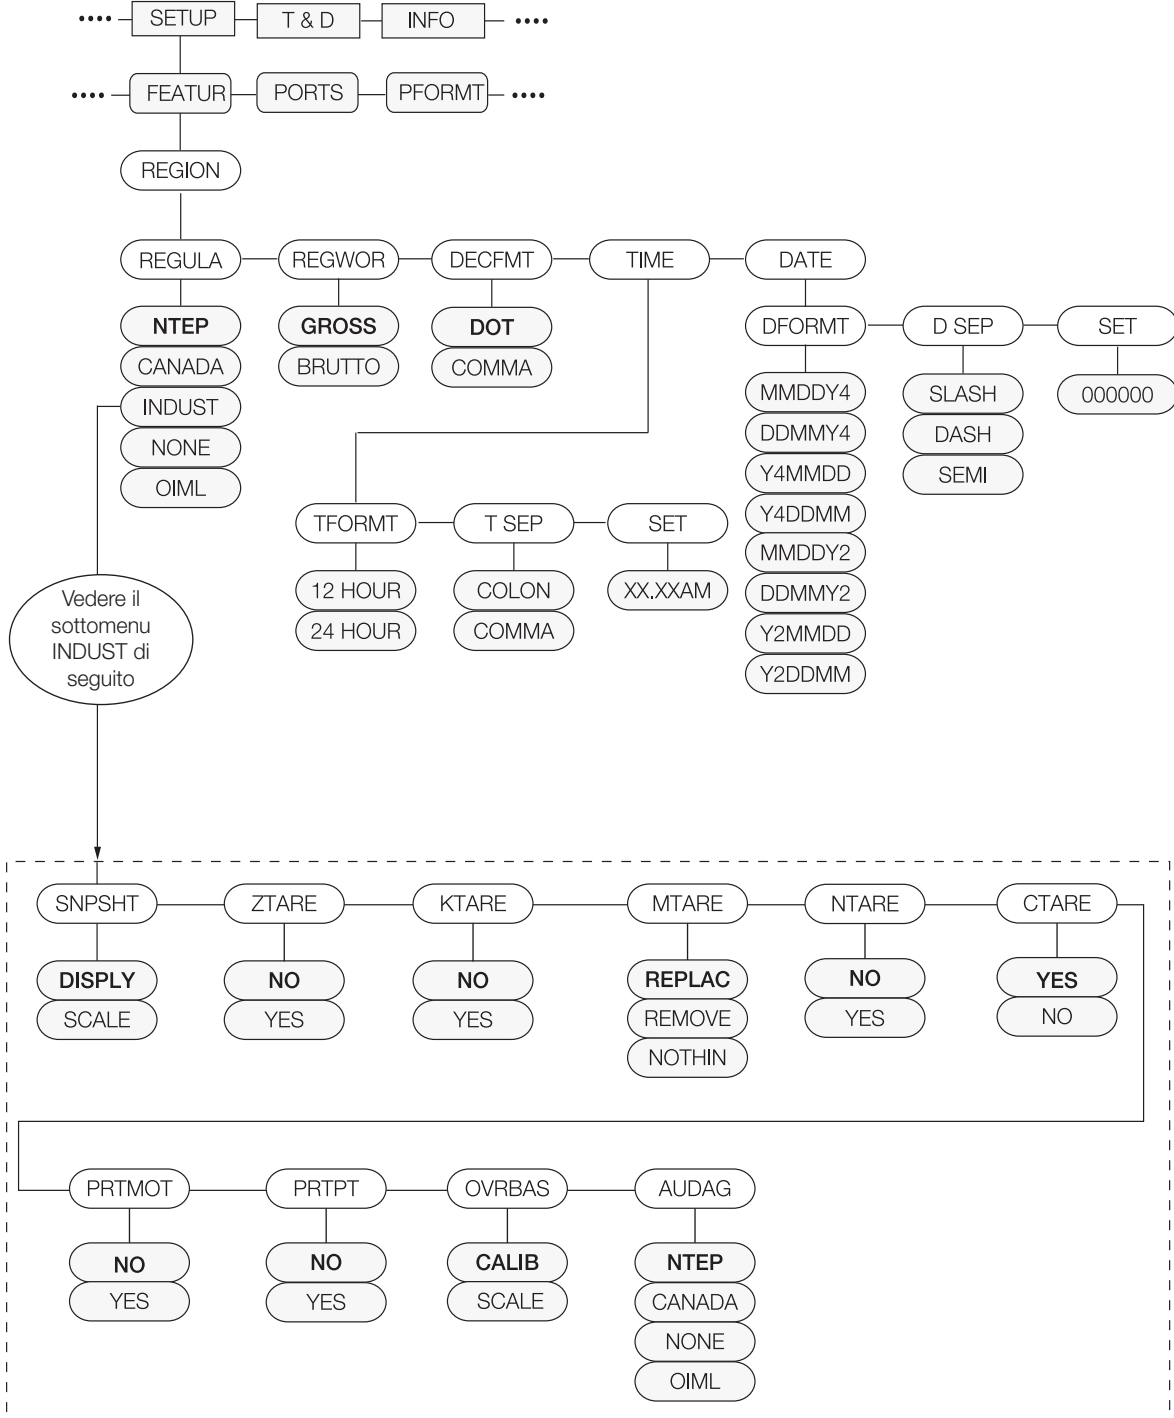 •••• SETUP T & D INFO ••••
•••• FEATUR PORTS PFORMT ••••
REGION
REGULA REGWOR DECFMT TIME DATE
NTEP
CANADA
INDUST
NONE
OIML
GROSS
BRUTTO
DOT
COMMA
DFORMT D SEP SET
MMDDY4
DDMMY4
Y4MMDD
Y4DDMM
MMDDY2
DDMMY2
Y2MMDD
Y2DDMM
SLASH
DASH
SEMI
000000
TFORMT T SEP SET
12 HOUR
24 HOUR
COLON
COMMA
XX.XXAM
Vedere il
sottomenu
INDUST di
seguito
SNPSHT ZTARE KTARE MTARE NTARE CTARE
DISPLY
SCALE
NO
YES
NO
YES
REPLAC
REMOVE
NOTHIN
NO
YES
YES
NO
PRTMOT PRTPT OVRBAS AUDAG
NO
YES
NO
YES
CALIB
SCALE
NTEP
CANADA
NONE
OIML